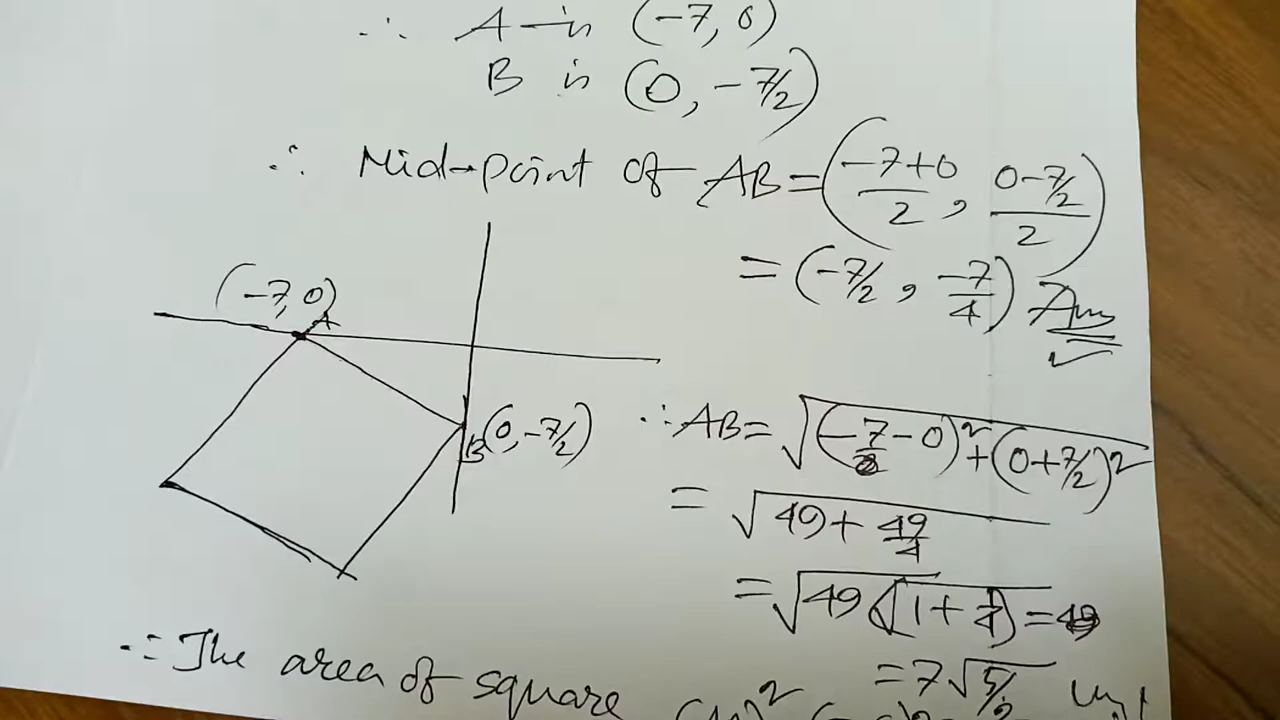 ∴ A is (-7, 0)
B is (0, -7/2)
∴ Mid-point of AB = ((-7+0)/2, (0-7/2)/2)
= (-7/2, -7/4) Ans
(-7, 0)
A
B(0, -7/2)
∴ AB = √((-7-0)²+(0+7/2)²)
= √(49+49/4)
= √(49(1+1/4)) =
= 7√5/2 unit
∴ The area of square